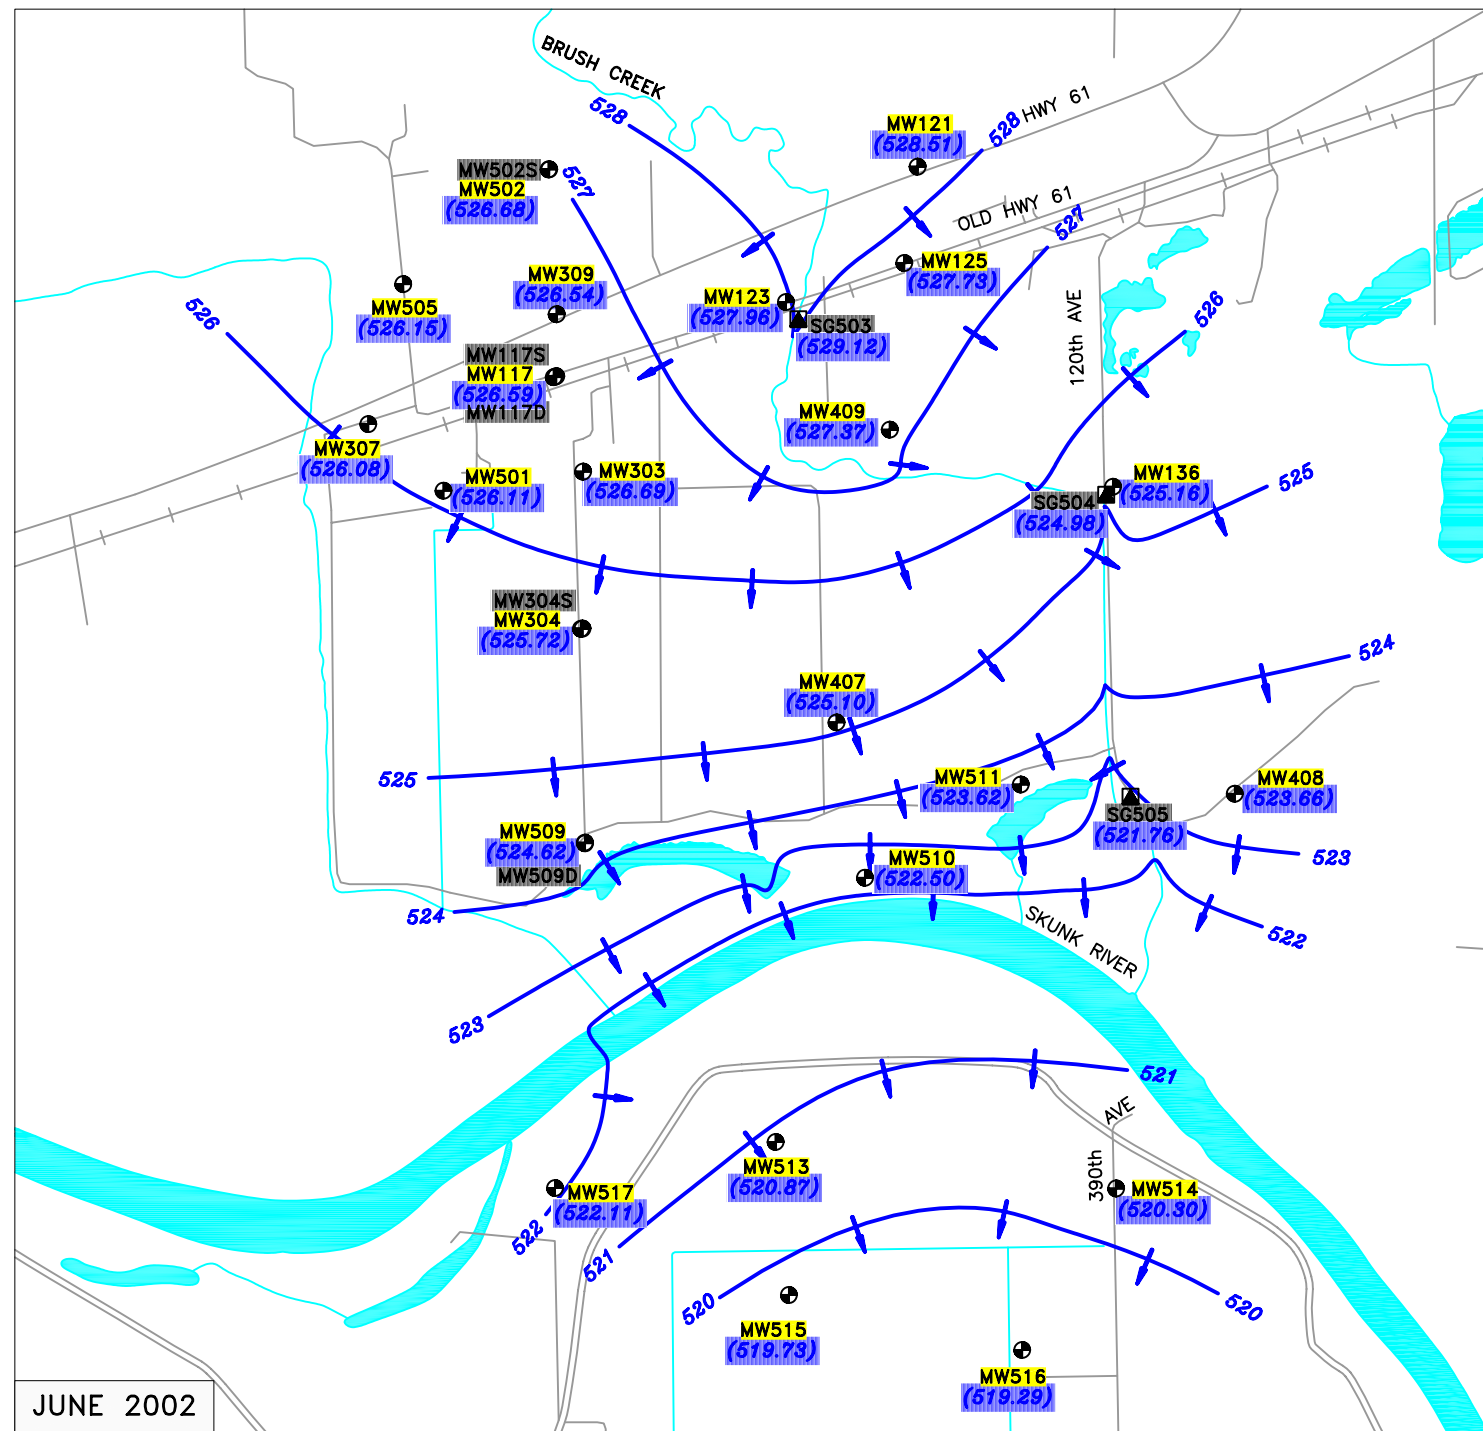 BRUSH CREEK
528
HWY 61
528
MW121
(528.51)
MW502S
MW502
(526.68)
527
OLD HWY 61
527
MW125
(527.73)
MW309
(526.54)
MW505
(526.15)
526
MW123
(527.96)
SG503
(529.12)
120th AVE
526
MW117S
MW117
(526.59)
MW117D
MW409
(527.37)
MW307
(526.08)
MW501
(526.11)
MW303
(526.69)
MW136
(525.16)
SG504
(524.98)
525
MW304S
MW304
(525.72)
524
MW407
(525.10)
525
MW511
(523.62)
MW408
(523.66)
SG505
(521.76)
MW509
(524.62)
MW509D
MW510
(522.50)
523
524
SKUNK RIVER
522
523
521
390th AVE
MW513
(520.87)
MW517
(522.11)
MW514
(520.30)
522
521
520
520
MW515
(519.73)
MW516
(519.29)
JUNE 2002